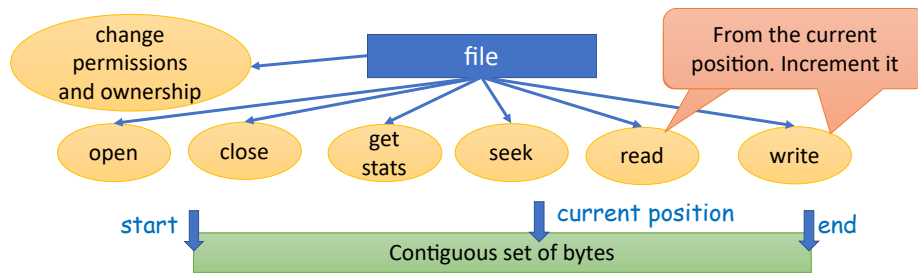 change
permissions
and ownership
file
From the current
position. Increment it
open
close
get
stats
seek
read
write
start
current position
end
Contiguous set of bytes